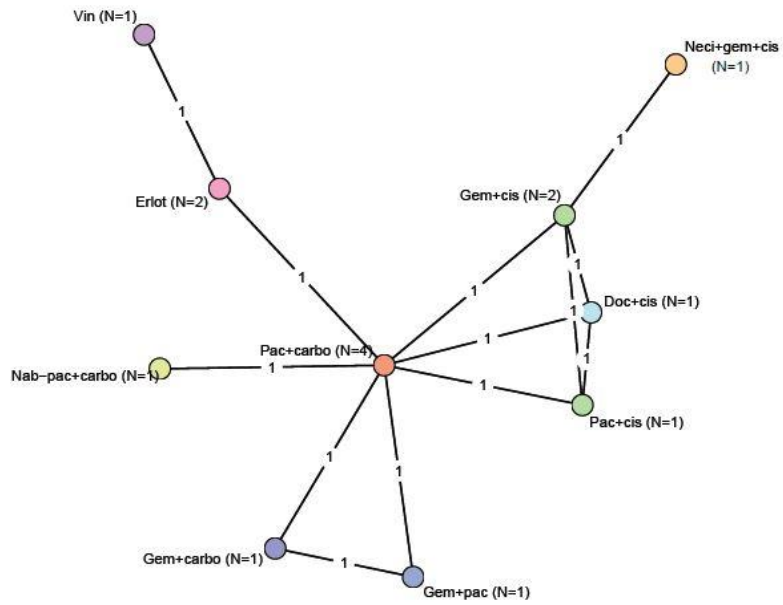 Vin (N=1)
Neci+gem+cis
(N=1)
1
1
Erlot (N=2)
Gem+cis (N=2)
1
1
1
Doc+cis (N=1)
1
1
Pac+carbo (N=4)
1
1
Nab−pac+carbo (N=1)
1
Pac+cis (N=1)
1
1
Gem+carbo (N=1)
1
Gem+pac (N=1)